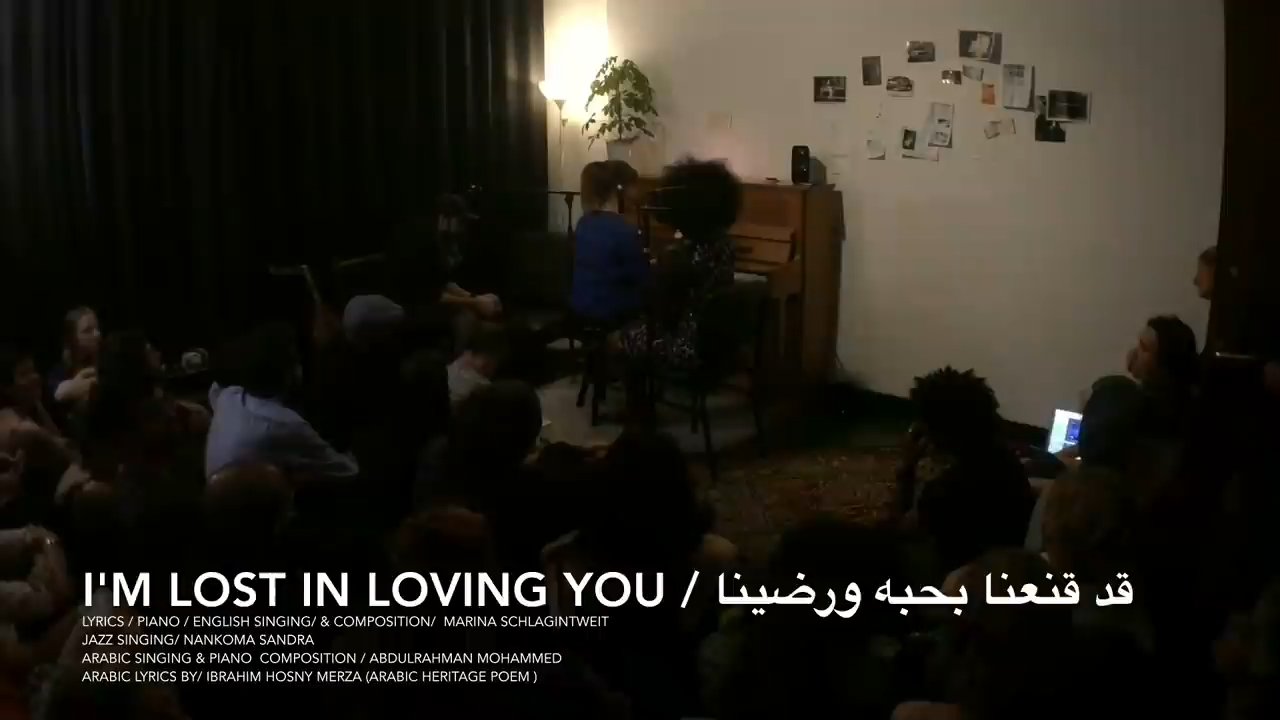 I'M LOST IN LOVING YOU / قد قنعنا بحبه ورضينا
LYRICS / PIANO / ENGLISH SINGING/ & COMPOSITION/ MARINA SCHLAGINTWEIT
JAZZ SINGING/ NANKOMA SANDRA
ARABIC SINGING & PIANO COMPOSITION / ABDULRAHMAN MOHAMMED
ARABIC LYRICS BY/ IBRAHIM HOSNY MERZA (ARABIC HERITAGE POEM )